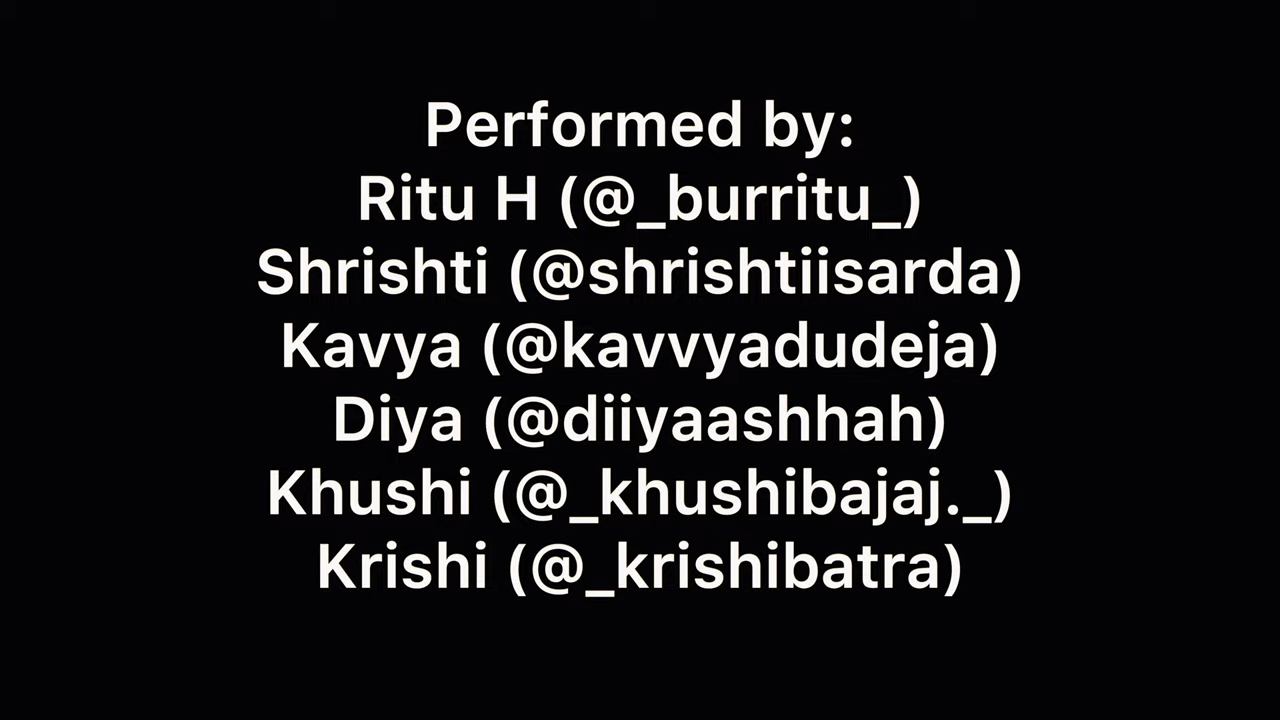 Performed by:
Ritu H (@_burritu_)
Shrishti (@shrishtiisarda)
Kavya (@kavvyadudeja)
Diya (@diiyaashhah)
Khushi (@_khushibajaj._)
Krishi (@_krishibatra)